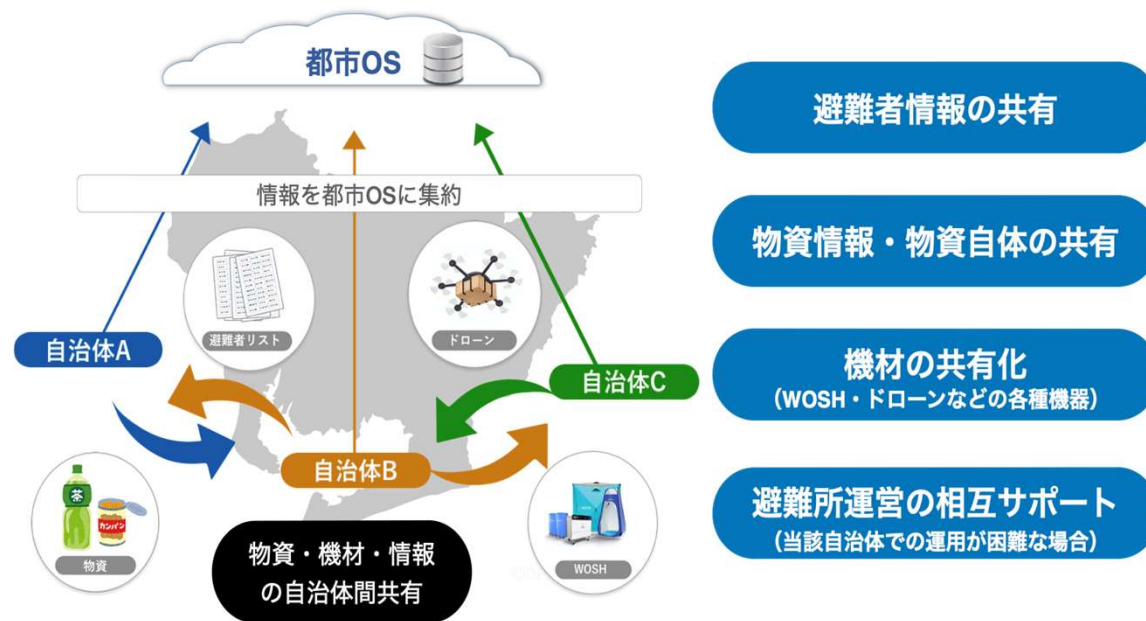 都市OS
情報を都市OSに集約
避難者リスト
ドローン
自治体A
自治体C
自治体B
茶
カンパン
物資
WOSH
物資・機材・情報
の自治体間共有
避難者情報の共有
物資情報・物資自体の共有
機材の共有化
（WOSH・ドローンなどの各種機器）
避難所運営の相互サポート
（当該自治体での運用が困難な場合）